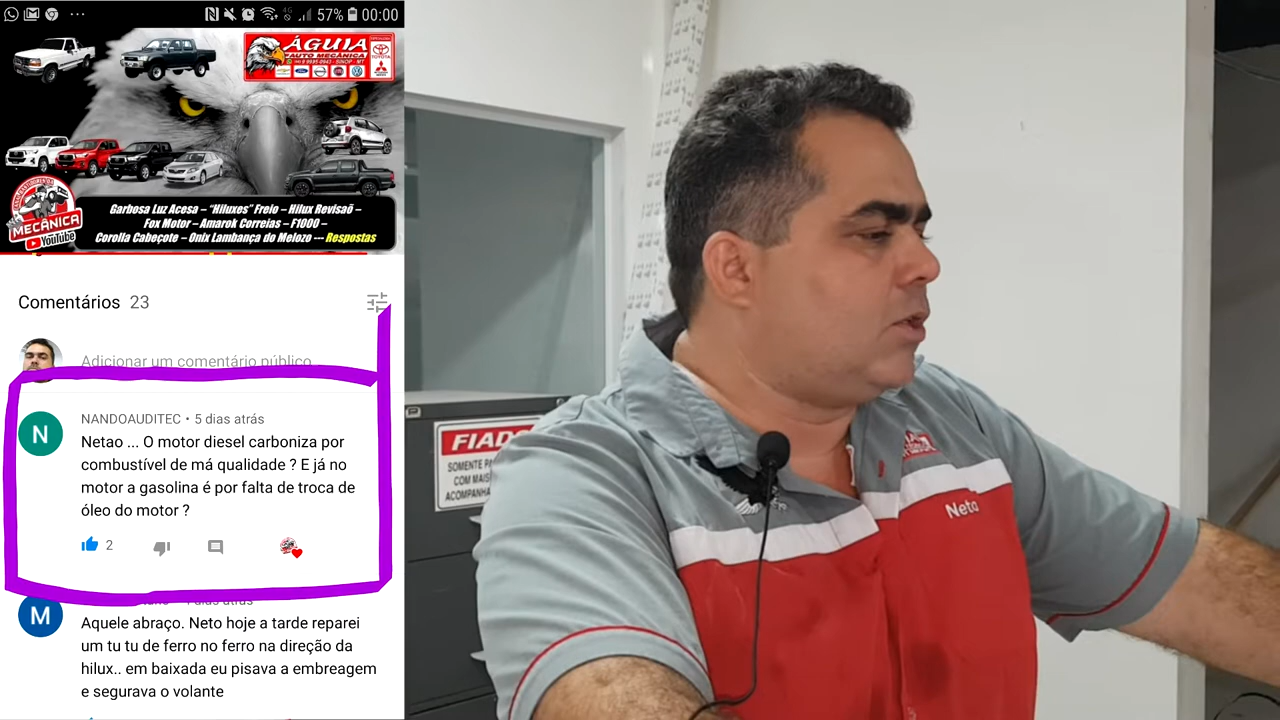 57% 00:00
ÁGUIA
AUTO MECÂNICA
TOYOTA
MECÂNICA
YouTube
Garbosa Luz Acesa – "Hiluxes" Freio – Hilux Revisaõ –
Fox Motor – Amarok Correias – F1000 –
Corolla Cabeçote – Onix Lambança do Melozo --- Respostas
Comentários 23
Adicionar um comentário público
NANDOAUDITEC • 5 dias atrás
Netao ... O motor diesel carboniza por
combustível de má qualidade ? E já no
motor a gasolina é por falta de troca de
óleo do motor ?
2
Aquele abraço. Neto hoje a tarde reparei
um tu tu de ferro no ferro na direção da
hilux.. em baixada eu pisava a embreagem
e segurava o volante
N
M
FIADO
SOMENTE
COM MAIS
ACOMPANHA
Neto